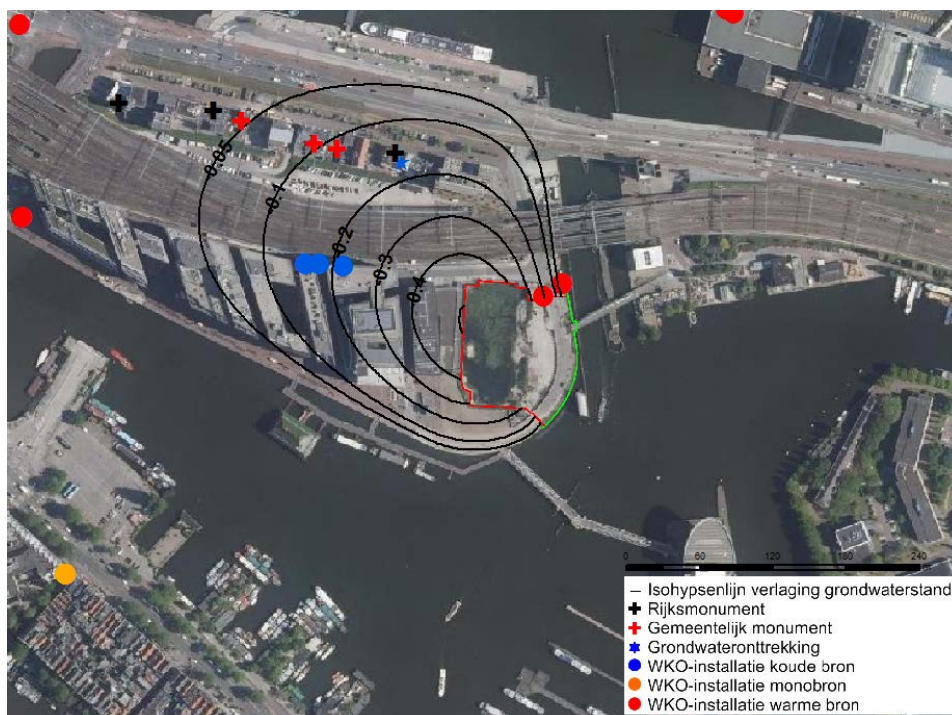 -0.05
-0.1
-0.2
-0.3
0.4
0 60 120 180 240
– Isohypsenlijn verlaging grondwaterstand
Rijksmonument
Gemeentelijk monument
Grondwateronttrekking
WKO-installatie koude bron
WKO-installatie monobron
WKO-installatie warme bron